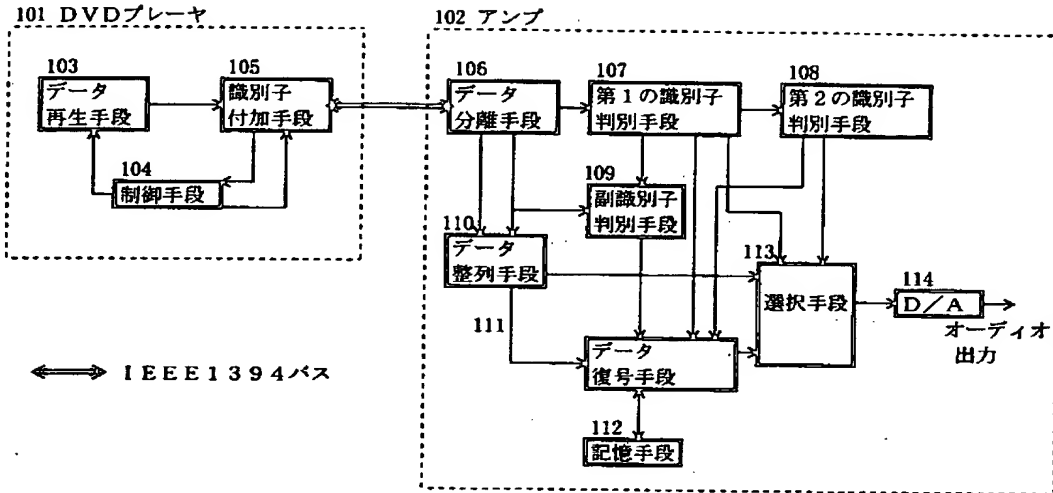 101 DVDプレーヤ
102 アンプ
103
データ
再生手段
105
識別子
付加手段
104
制御手段
106
データ
分離手段
107
第1の識別子
判別手段
108
第2の識別子
判別手段
109
副識別子
判別手段
110
データ
整列手段
111
データ
復号手段
112
記憶手段
113
選択手段
114
D/A
オーディオ
出力
IEEE1394バス